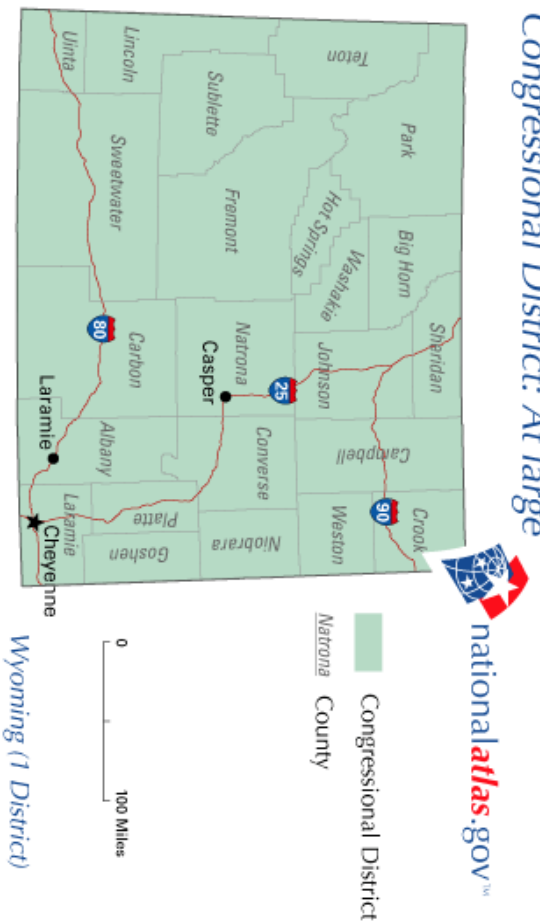 Congressional District: At large
nationalatlas.gov™
Teton
Park
Big Horn
Sheridan
Crook
90
Campbell
Johnson
Washakie
Hot Springs
Weston
Lincoln
Sublette
Fremont
25
Natrona
Casper
Converse
Niobrara
Uinta
Sweetwater
80
Carbon
Albany
Platte
Goshen
Laramie
Laramie
Cheyenne
Congressional District
Natrona County
0
100 Miles
Wyoming (1 District)